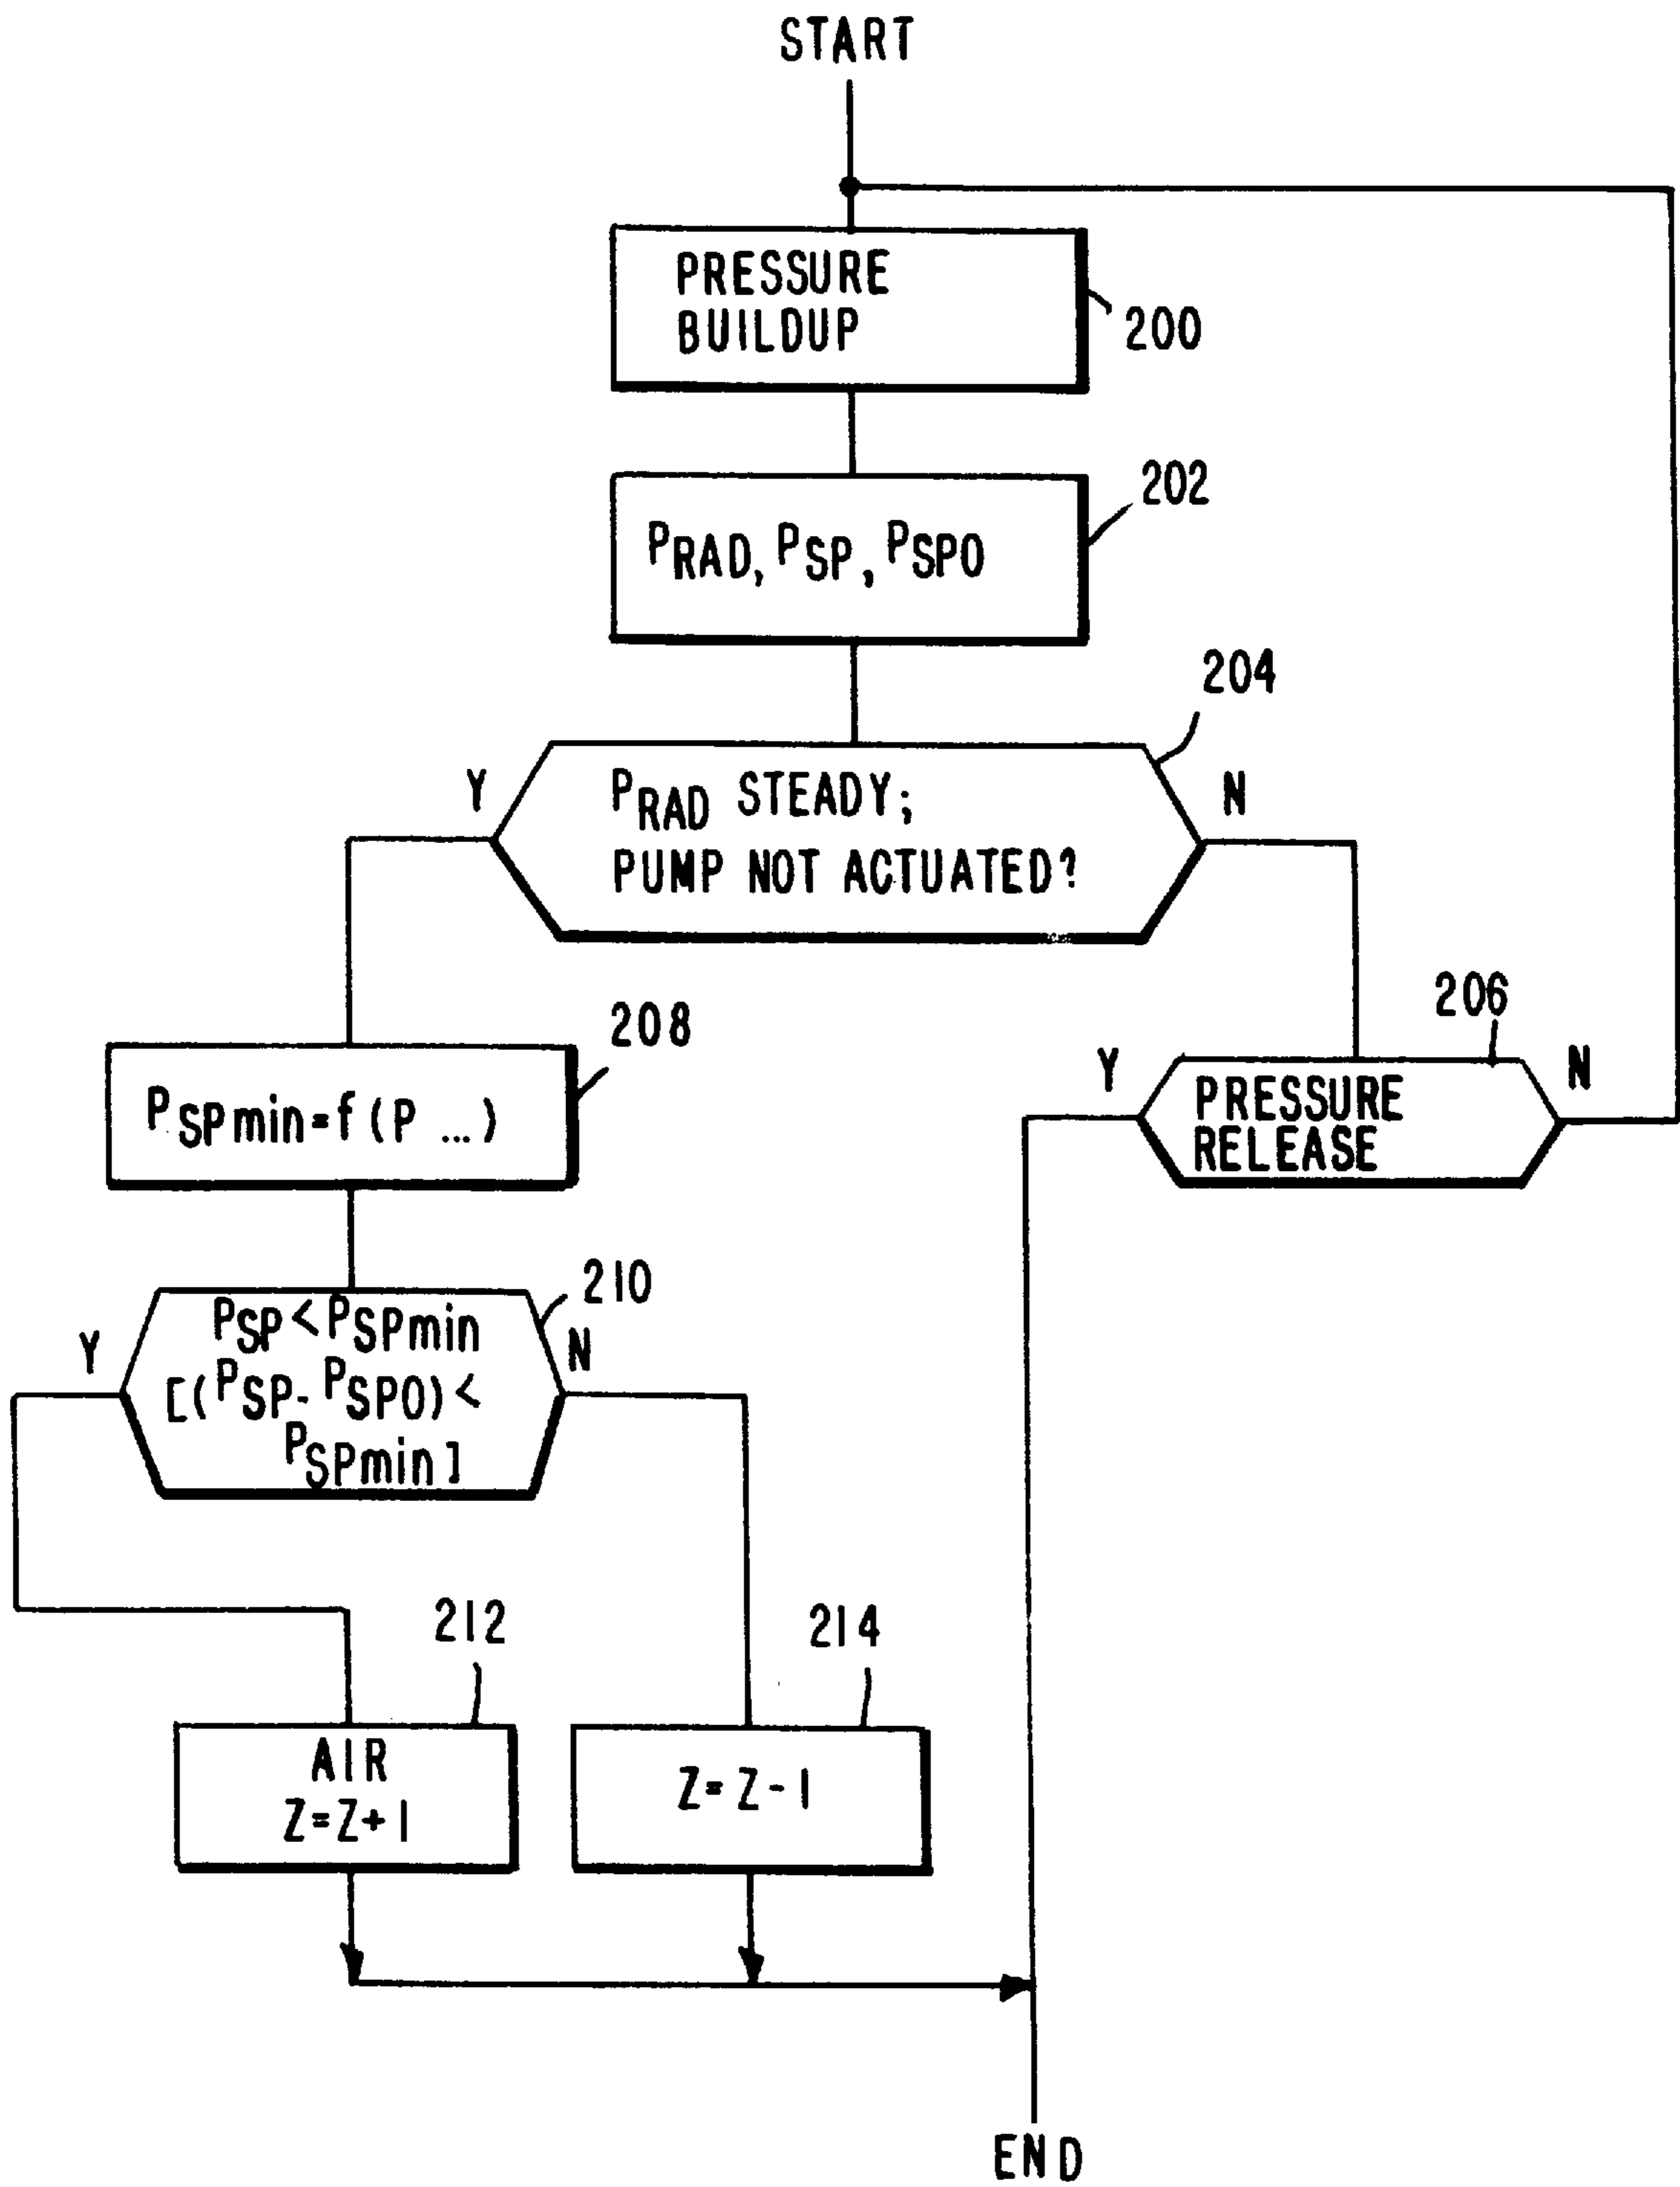 START
PRESSURE
BUILDUP
200
202
PRAD, PSP, PSPO
204
Y
PRAD STEADY;
N
PUMP NOT ACTUATED?
206
208
Y
N
PRESSURE
RELEASE
PSPmin=f(P ...)
210
PSP<PSPmin
Y
N
[(PSP-PSPO)<
PSPmin]
212
214
AIR
Z=Z+1
Z=Z-1
END